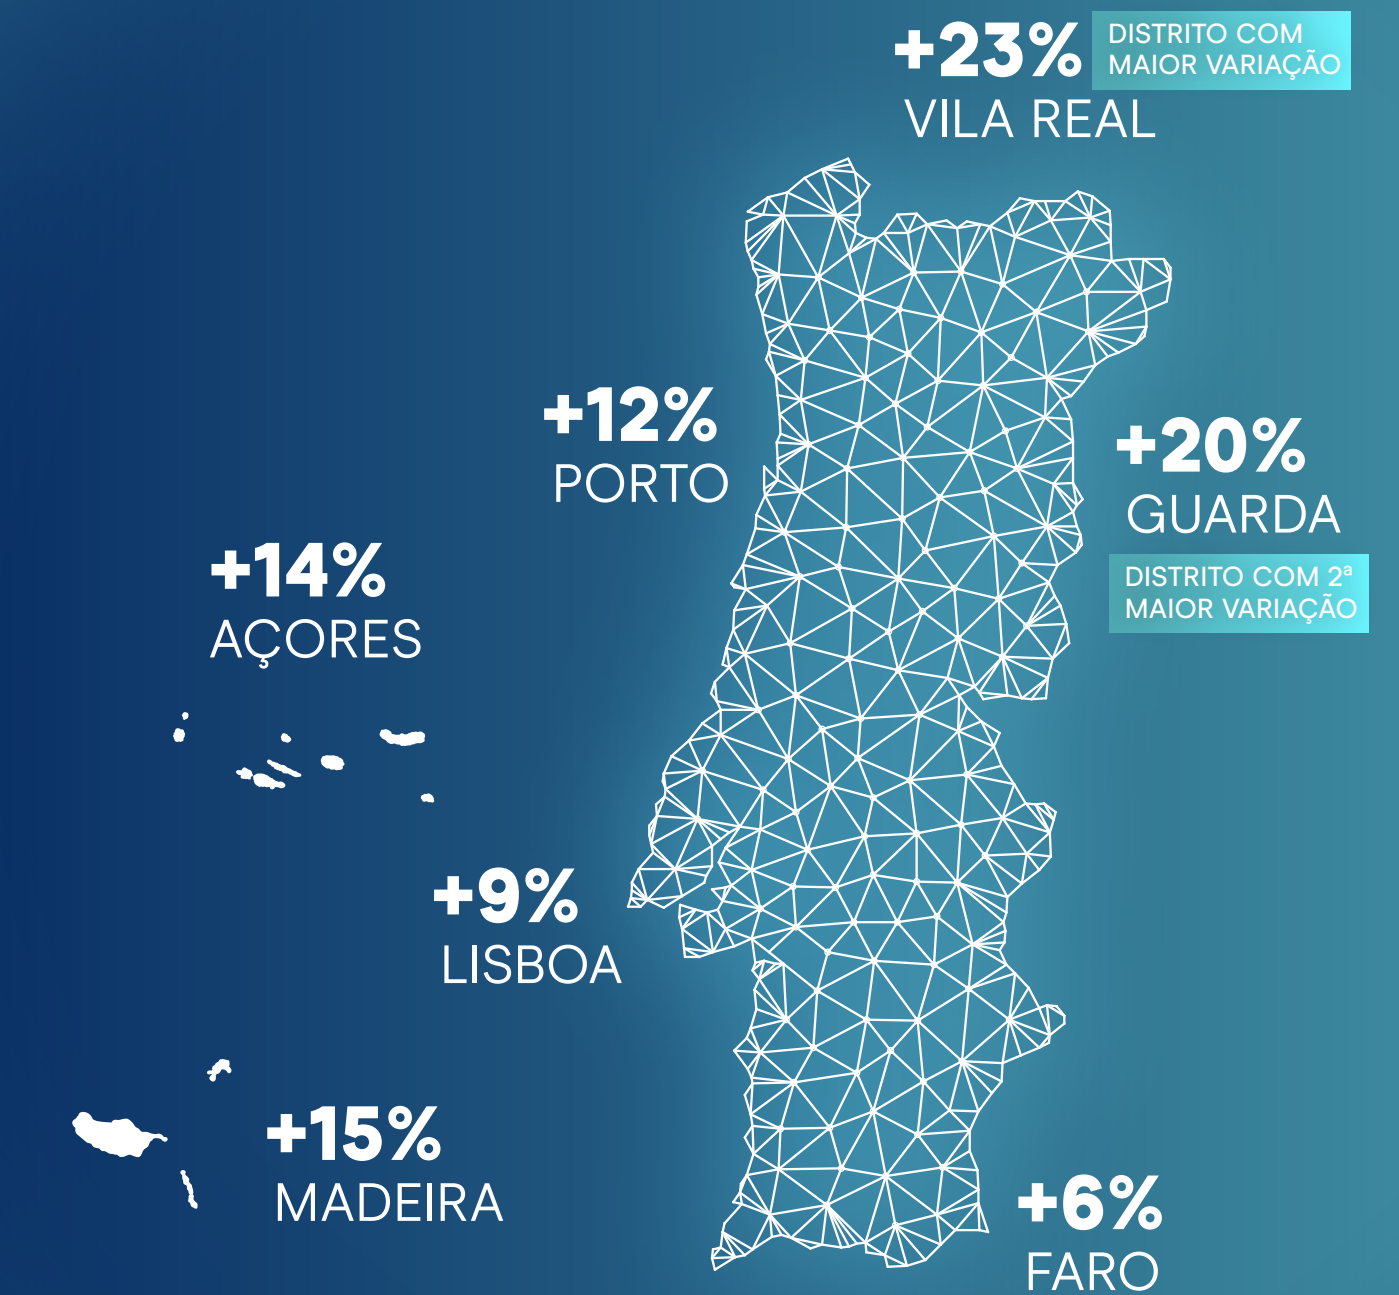 +23%
VILA REAL
DISTRITO COM
MAIOR VARIAÇÃO
+12%
PORTO
+20%
GUARDA
DISTRITO COM 2ª
MAIOR VARIAÇÃO
+14%
AÇORES
+9%
LISBOA
+15%
MADEIRA
+6%
FARO